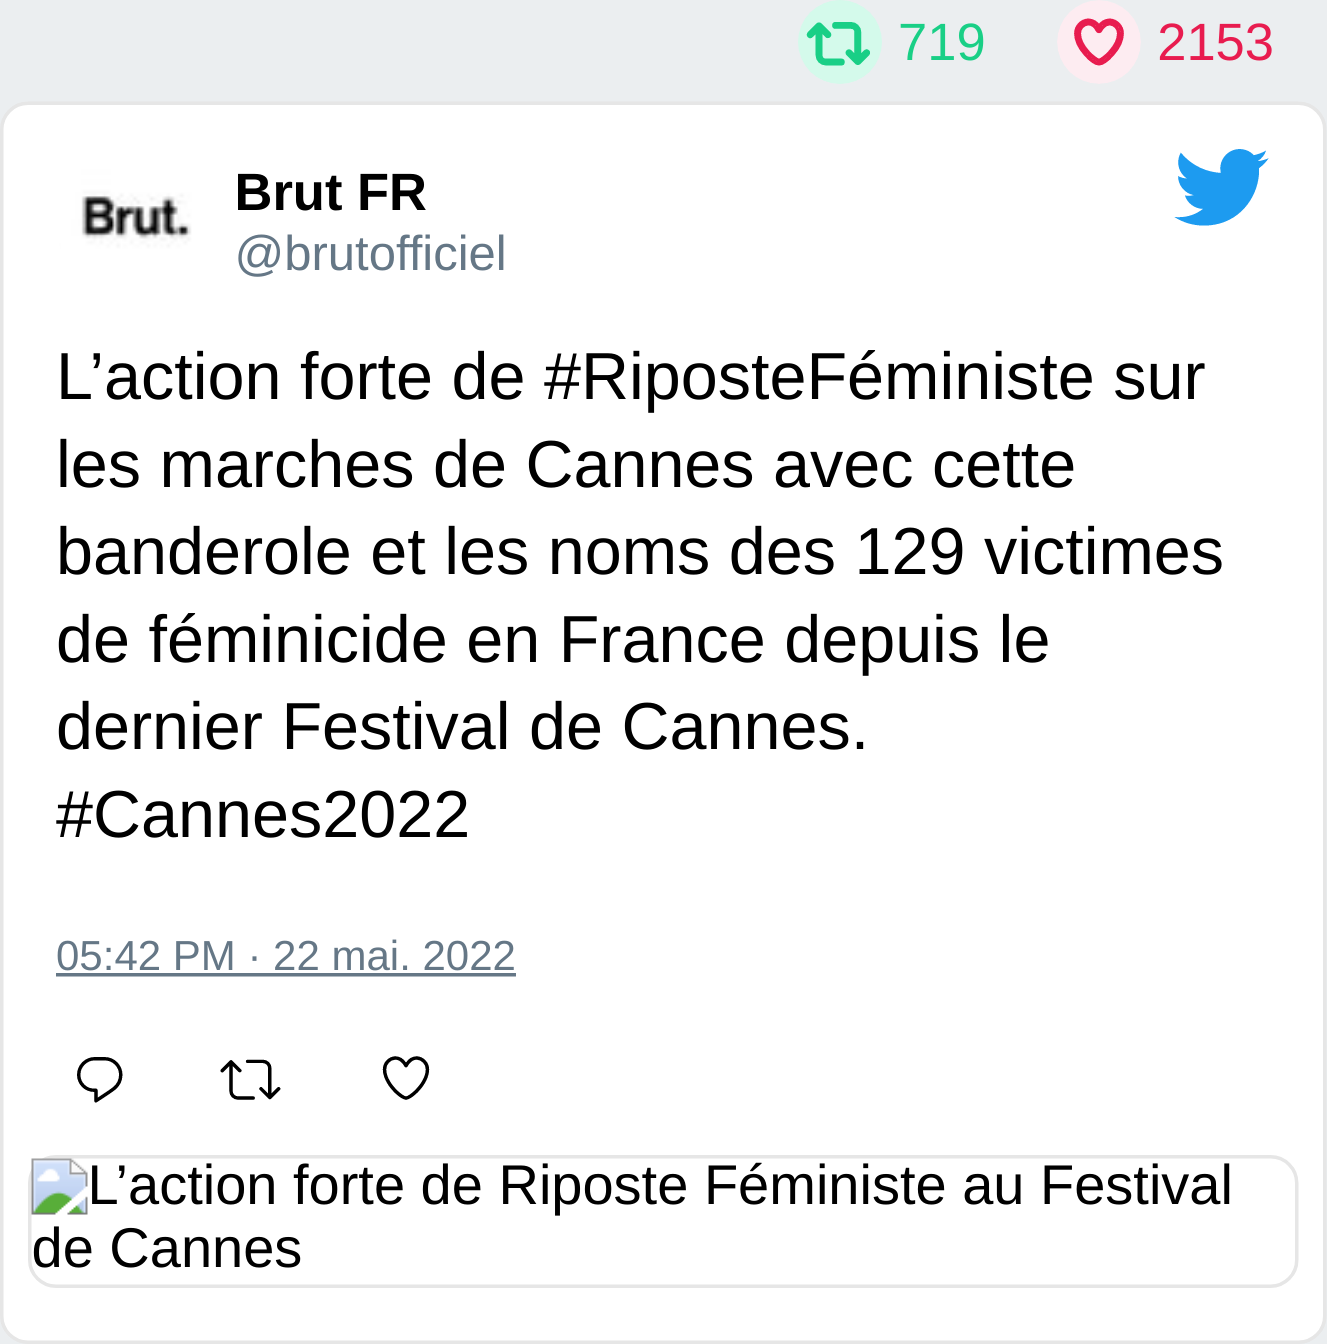 719 2153
Brut.
Brut FR
@brutofficiel
L’action forte de #RiposteFéministe sur
les marches de Cannes avec cette
banderole et les noms des 129 victimes
de féminicide en France depuis le
dernier Festival de Cannes.
#Cannes2022
05:42 PM · 22 mai. 2022
L’action forte de Riposte Féministe au Festival
de Cannes